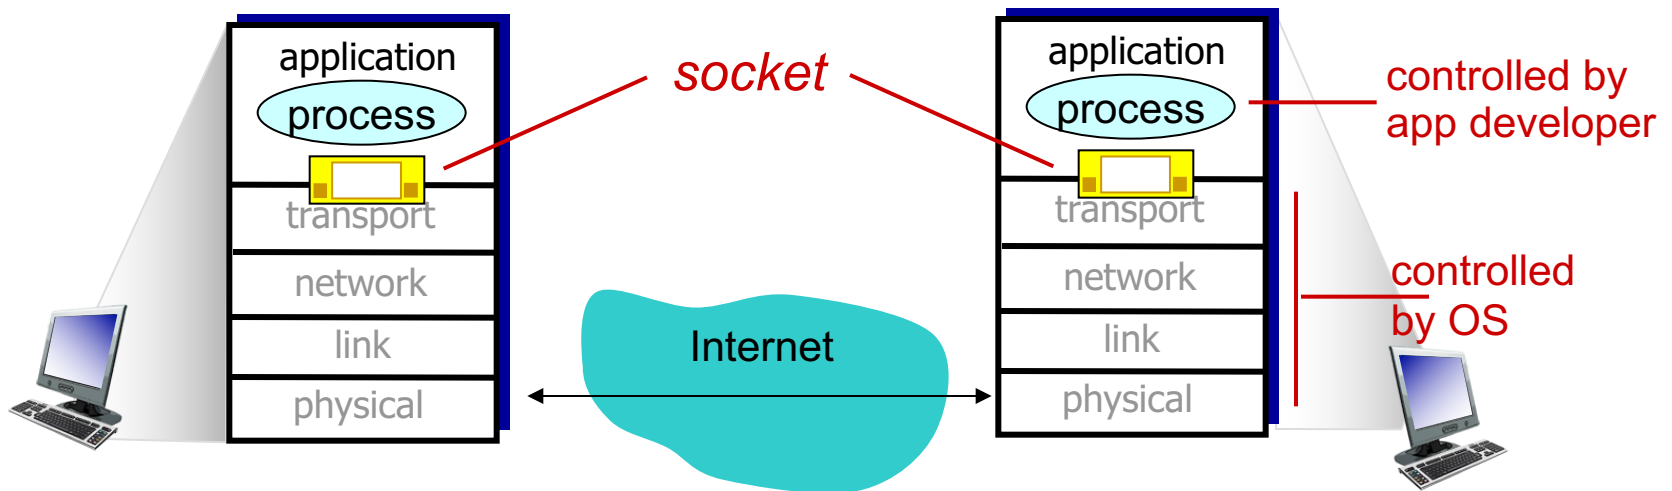 application
process
transport
network
link
physical
socket
Internet
application
process
transport
network
link
physical
controlled by
app developer
controlled
by OS